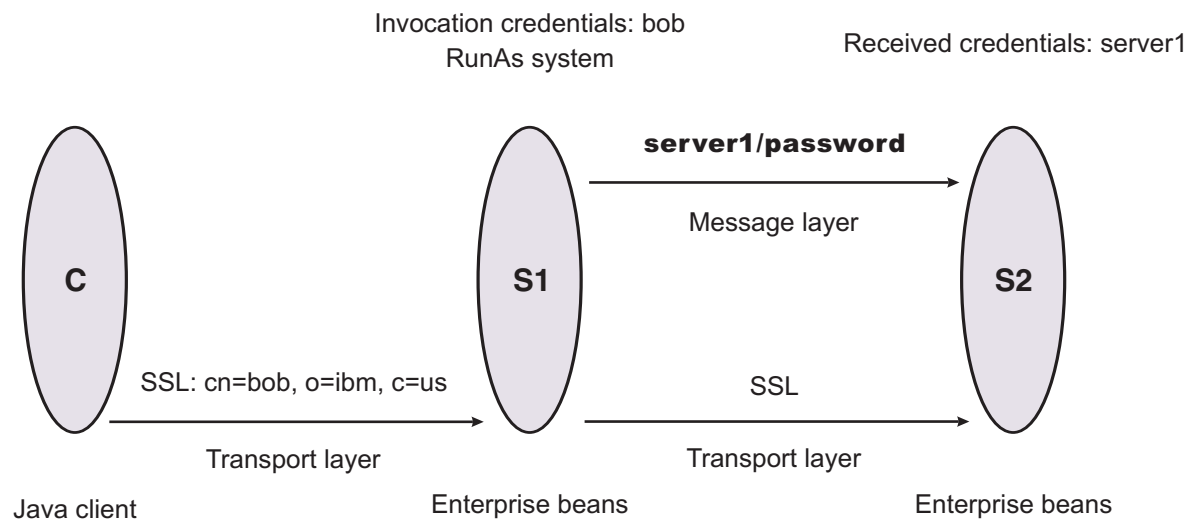 Invocation credentials: bob
RunAs system
Received credentials: server1
server1/password
Message layer
C
S1
S2
SSL: cn=bob, o=ibm, c=us
SSL
Transport layer
Transport layer
Java client
Enterprise beans
Enterprise beans